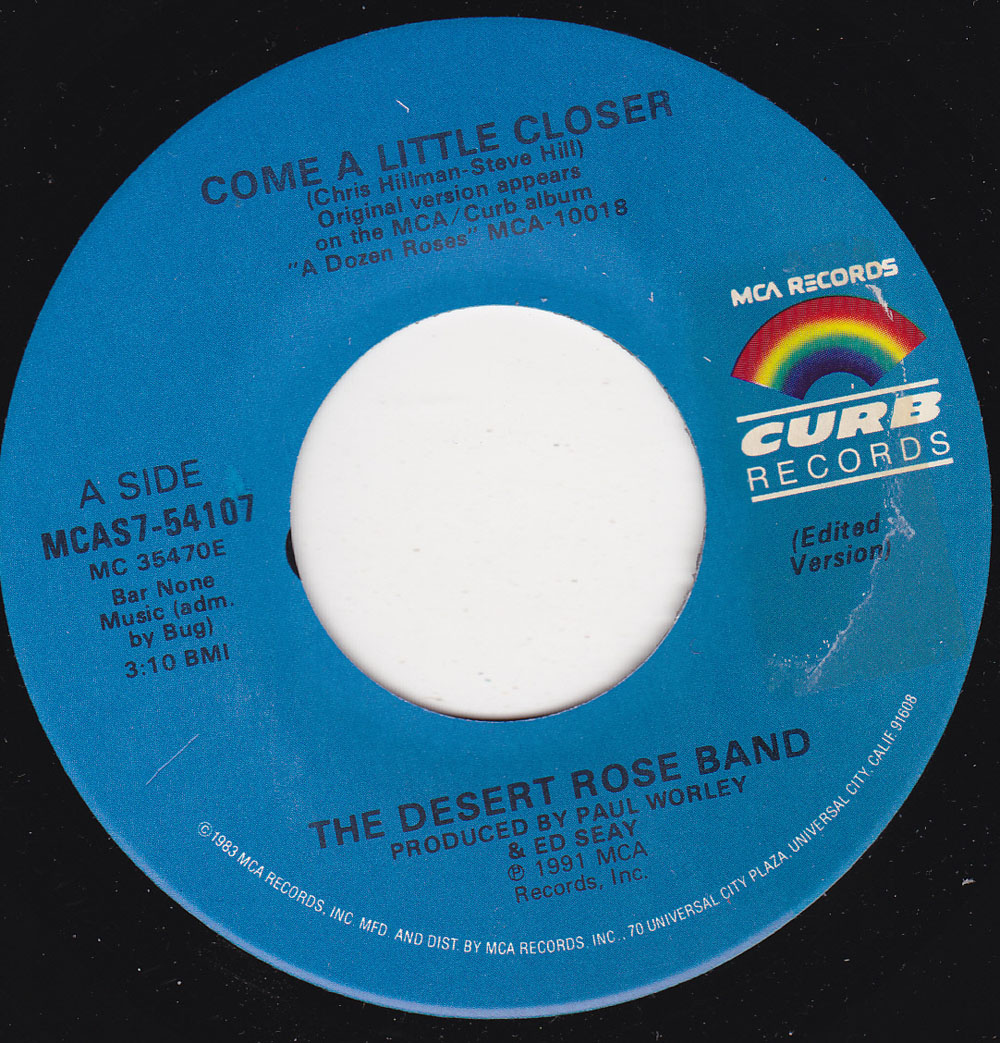 COME A LITTLE CLOSER
(Chris Hillman-Steve Hill)
Original version appears
on the MCA/Curb album
"A Dozen Roses" MCA-10018
MCA RECORDS
CURB
RECORDS
(Edited
Version)
A SIDE
MCAS7-54107
MC 35470E
Bar None
Music (adm.
by Bug)
3:10 BMI
THE DESERT ROSE BAND
PRODUCED BY PAUL WORLEY
& ED SEAY
℗ 1991 MCA
Records, Inc.
©1983 MCA RECORDS, INC. MFD. AND DIST. BY MCA RECORDS, INC., 70 UNIVERSAL CITY PLAZA, UNIVERSAL CITY, CALIF. 91608